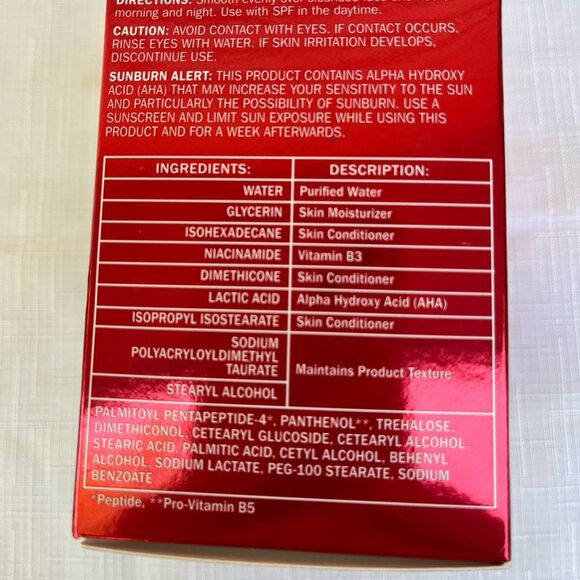 DIRECTIONS: Smooth evenly over cleansed face
morning and night. Use with SPF in the daytime.
CAUTION: AVOID CONTACT WITH EYES. IF CONTACT OCCURS,
RINSE EYES WITH WATER. IF SKIN IRRITATION DEVELOPS,
DISCONTINUE USE.
SUNBURN ALERT: THIS PRODUCT CONTAINS ALPHA HYDROXY
ACID (AHA) THAT MAY INCREASE YOUR SENSITIVITY TO THE SUN
AND PARTICULARLY THE POSSIBILITY OF SUNBURN. USE A
SUNSCREEN AND LIMIT SUN EXPOSURE WHILE USING THIS
PRODUCT AND FOR A WEEK AFTERWARDS.
INGREDIENTS: DESCRIPTION:
WATER Purified Water
GLYCERIN Skin Moisturizer
ISOHEXADECANE Skin Conditioner
NIACINAMIDE Vitamin B3
DIMETHICONE Skin Conditioner
LACTIC ACID Alpha Hydroxy Acid (AHA)
ISOPROPYL ISOSTEARATE Skin Conditioner
SODIUM
POLYACRYLOYLDIMETHYL
TAURATE Maintains Product Texture
STEARYL ALCOHOL
PALMITOYL PENTAPEPTIDE-4*, PANTHENOL**, TREHALOSE,
DIMETHICONOL, CETEARYL GLUCOSIDE, CETEARYL ALCOHOL,
STEARIC ACID, PALMITIC ACID, CETYL ALCOHOL, BEHENYL
ALCOHOL, SODIUM LACTATE, PEG-100 STEARATE, SODIUM
BENZOATE
*Peptide, **Pro-Vitamin B5